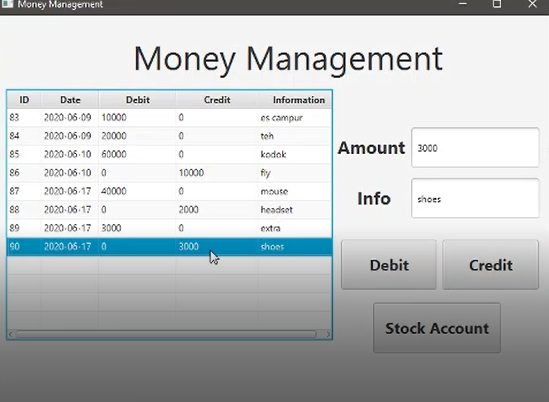 Money Management
Money Management
ID Date Debit Credit Information
83 2020-06-09 10000 0 es campur
84 2020-06-09 20000 0 teh
85 2020-06-10 60000 0 kodok
86 2020-06-10 0 10000 fly
87 2020-06-17 40000 0 mouse
88 2020-06-17 0 2000 headset
89 2020-06-17 3000 0 extra
90 2020-06-17 0 3000 shoes
Amount 3000
Info shoes
Debit Credit
Stock Account